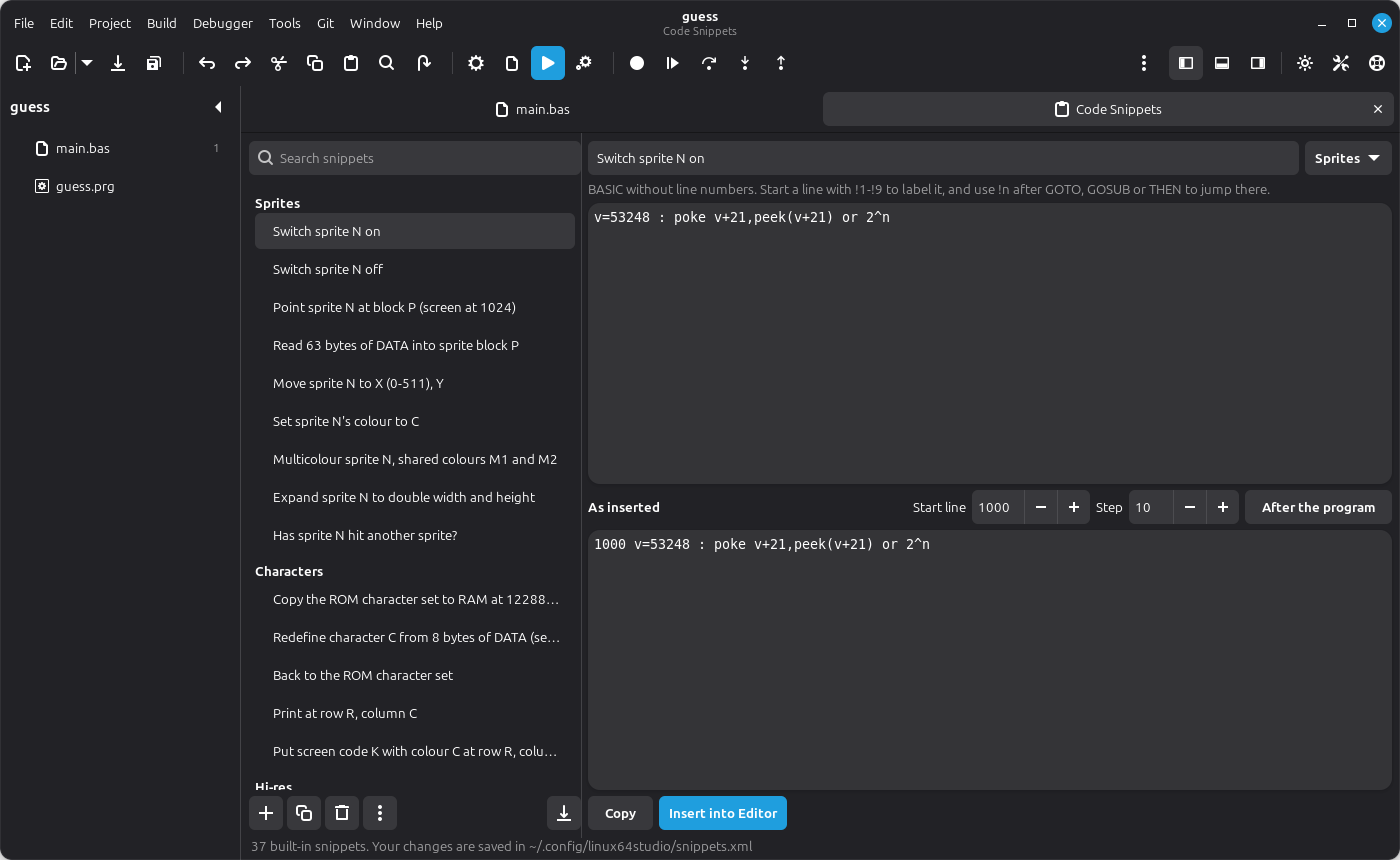 File Edit Project Build Debugger Tools Git Window Help
guess
Code Snippets
guess
main.bas
Code Snippets
main.bas 1
guess.prg
Search snippets
Sprites
Switch sprite N on
Switch sprite N off
Point sprite N at block P (screen at 1024)
Read 63 bytes of DATA into sprite block P
Move sprite N to X (0-511), Y
Set sprite N's colour to C
Multicolour sprite N, shared colours M1 and M2
Expand sprite N to double width and height
Has sprite N hit another sprite?
Characters
Copy the ROM character set to RAM at 12288...
Redefine character C from 8 bytes of DATA (se...
Back to the ROM character set
Print at row R, column C
Put screen code K with colour C at row R, colu...
Hi-res
Switch sprite N on
Sprites
BASIC without line numbers. Start a line with !1-!9 to label it, and use !n after GOTO, GOSUB or THEN to jump there.
v=53248 : poke v+21,peek(v+21) or 2^n
As inserted
Start line 1000 − + Step 10 − + After the program
1000 v=53248 : poke v+21,peek(v+21) or 2^n
Copy Insert into Editor
37 built-in snippets. Your changes are saved in ~/.config/linux64studio/snippets.xml